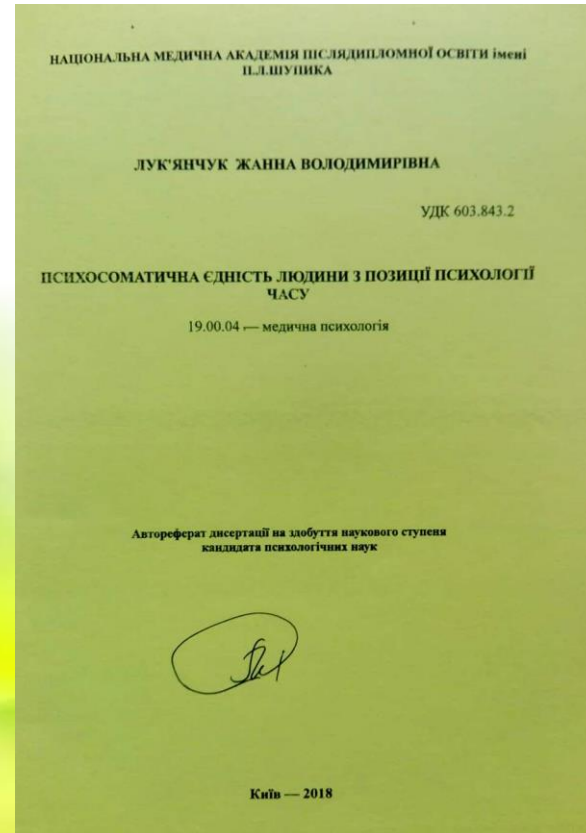 НАЦІОНАЛЬНА МЕДИЧНА АКАДЕМІЯ ПІСЛЯДИПЛОМНОЇ ОСВІТИ імені
П.Л.ШУПИКА
ЛУК'ЯНЧУК ЖАННА ВОЛОДИМИРІВНА
УДК 603.843.2
ПСИХОСОМАТИЧНА ЄДНІСТЬ ЛЮДИНИ З ПОЗИЦІЇ ПСИХОЛОГІЇ
ЧАСУ
19.00.04 — медична психологія
Автореферат дисертації на здобуття наукового ступеня
кандидата психологічних наук
Київ — 2018